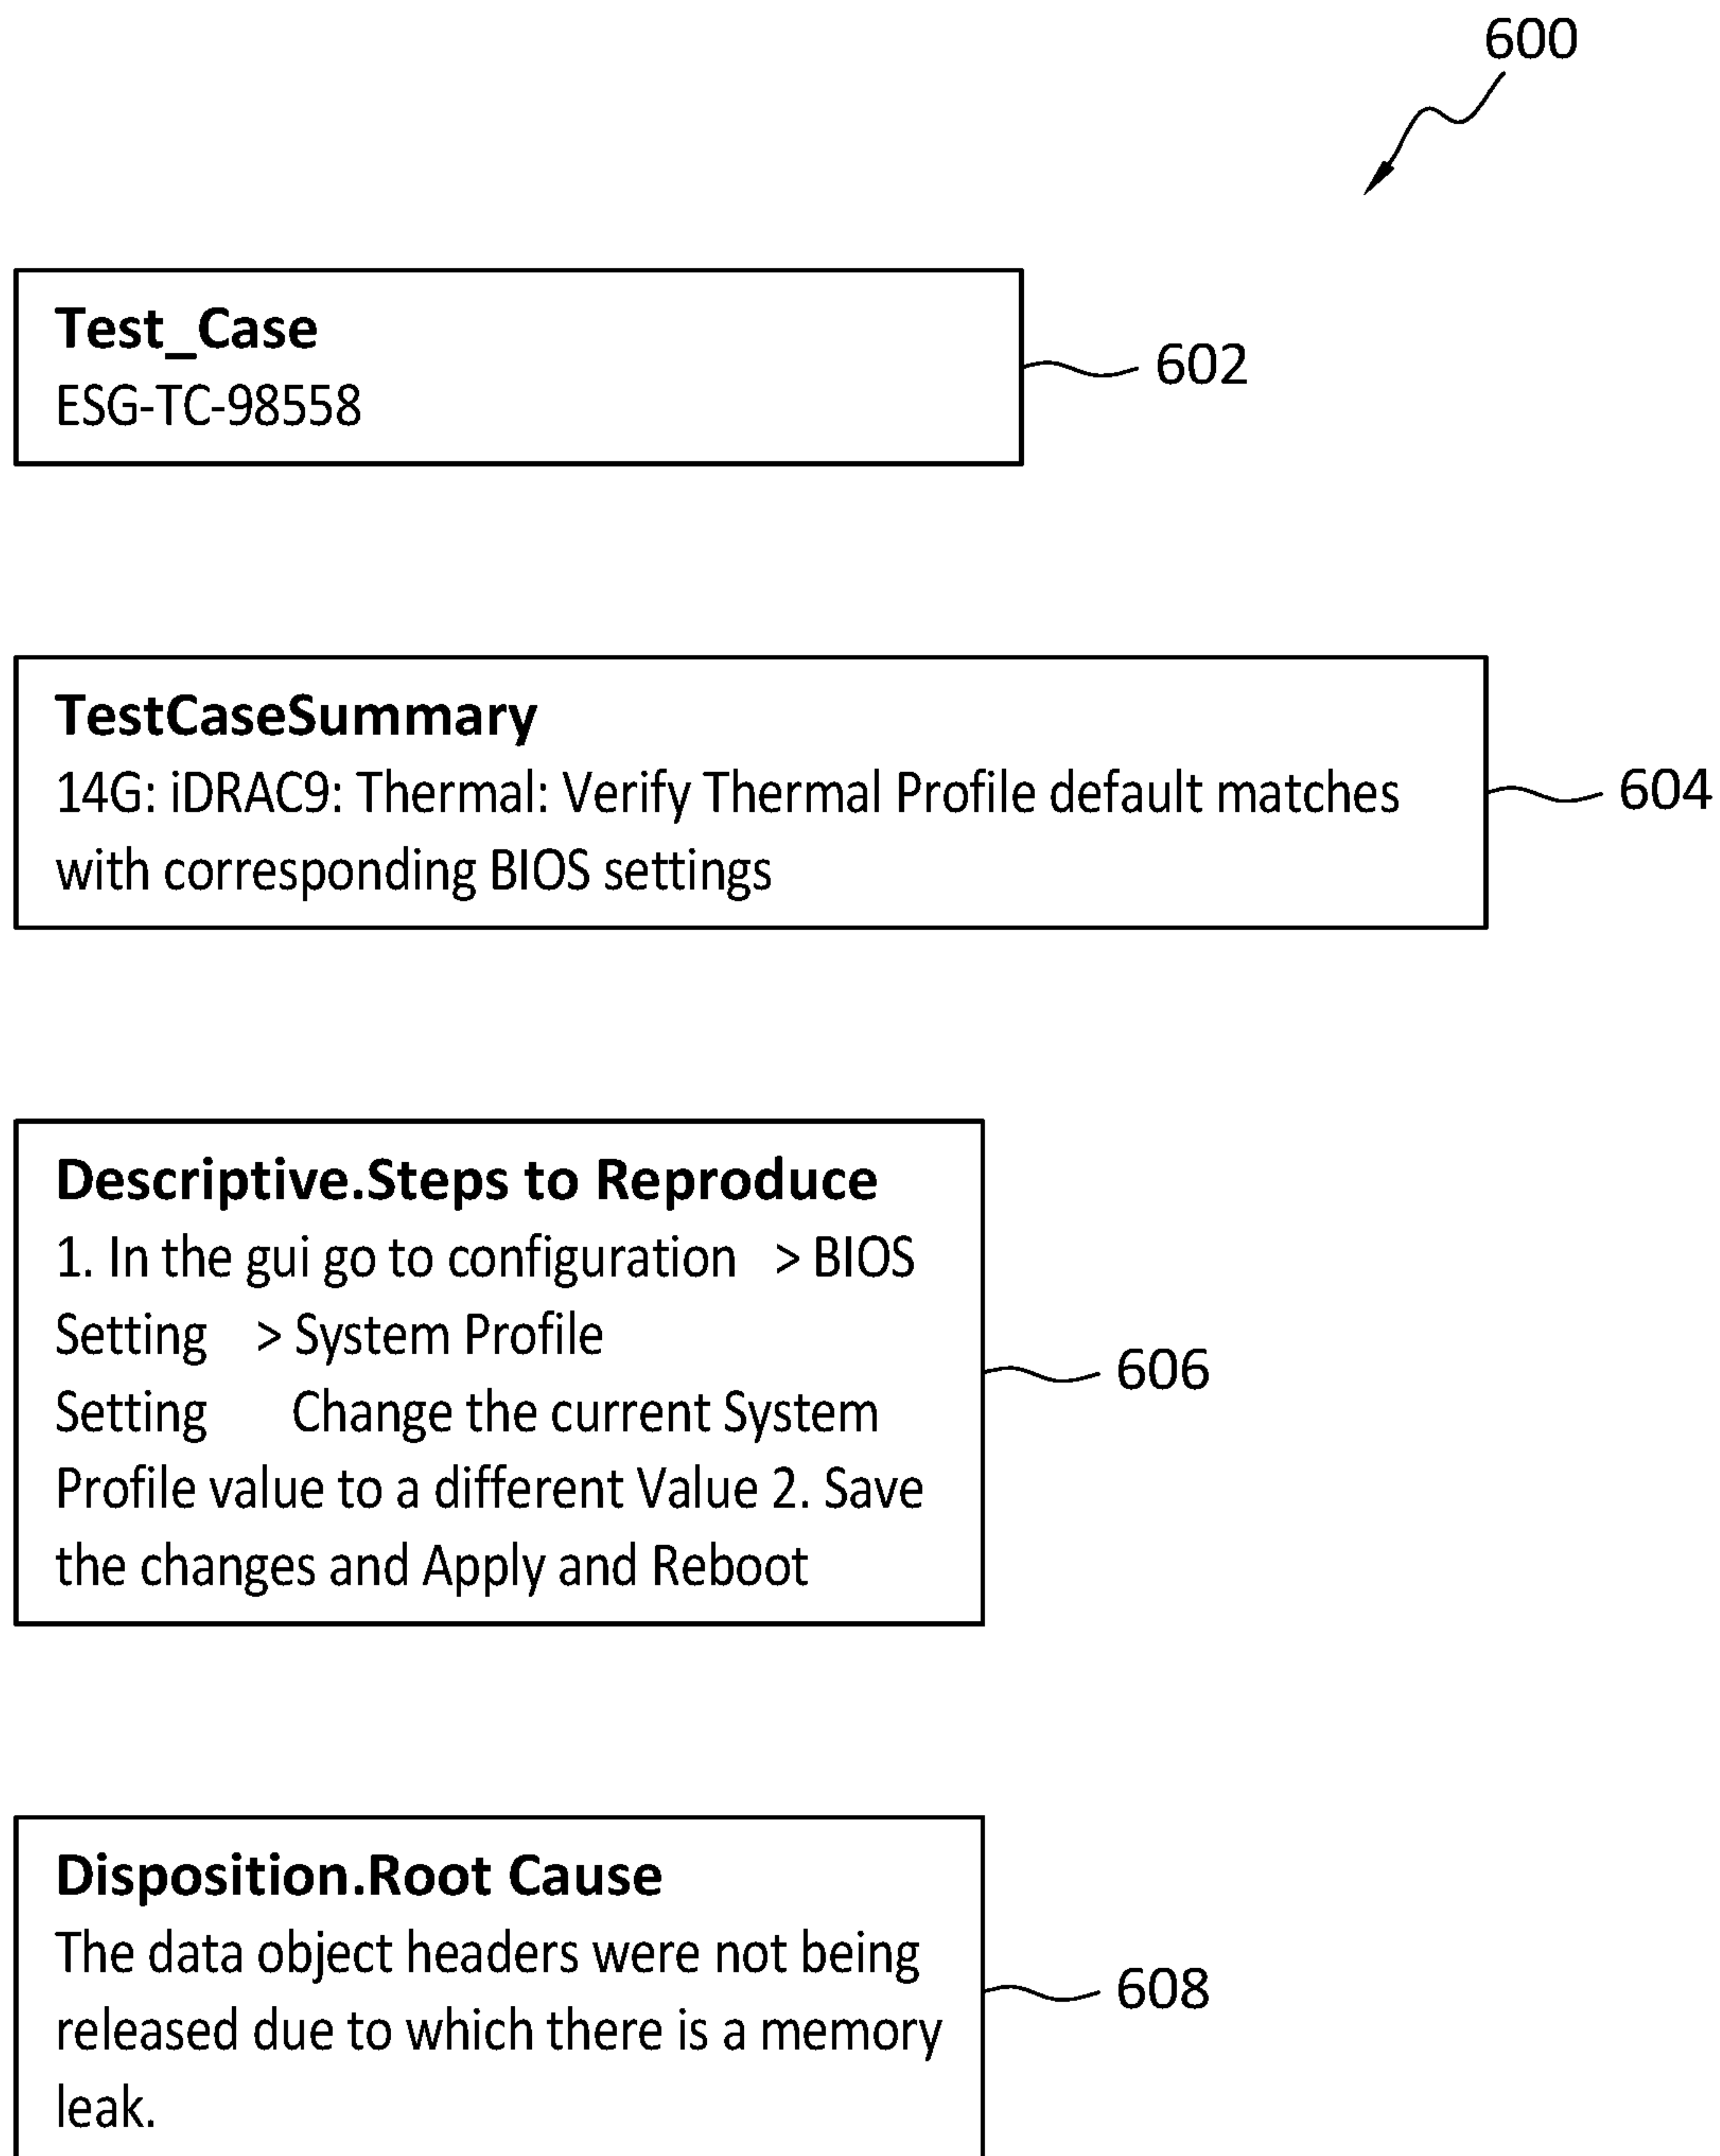 600
Test_Case
ESG-TC-98558
602
TestCaseSummary
14G: iDRAC9: Thermal: Verify Thermal Profile default matches
with corresponding BIOS settings
604
Descriptive.Steps to Reproduce
1. In the gui go to configuration > BIOS
Setting > System Profile
Setting Change the current System
Profile value to a different Value 2. Save
the changes and Apply and Reboot
606
Disposition.Root Cause
The data object headers were not being
released due to which there is a memory
leak.
608